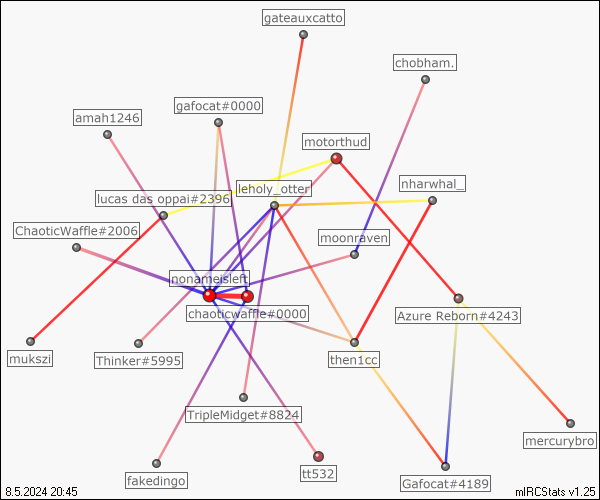 gateauxcatto
chobham.
gafocat#0000
amah1246
motorthud
nharwhal_
leholy_otter
lucas das oppai#2396
ChaoticWaffle#2006
moonraven
nonameisleft
chaoticwaffle#0000
Azure Reborn#4243
mukszi
Thinker#5995
then1cc
TripleMidget#8824
mercurybro
fakedingo
tt532
Gafocat#4189
8.5.2024 20:45
mIRCStats v1.25